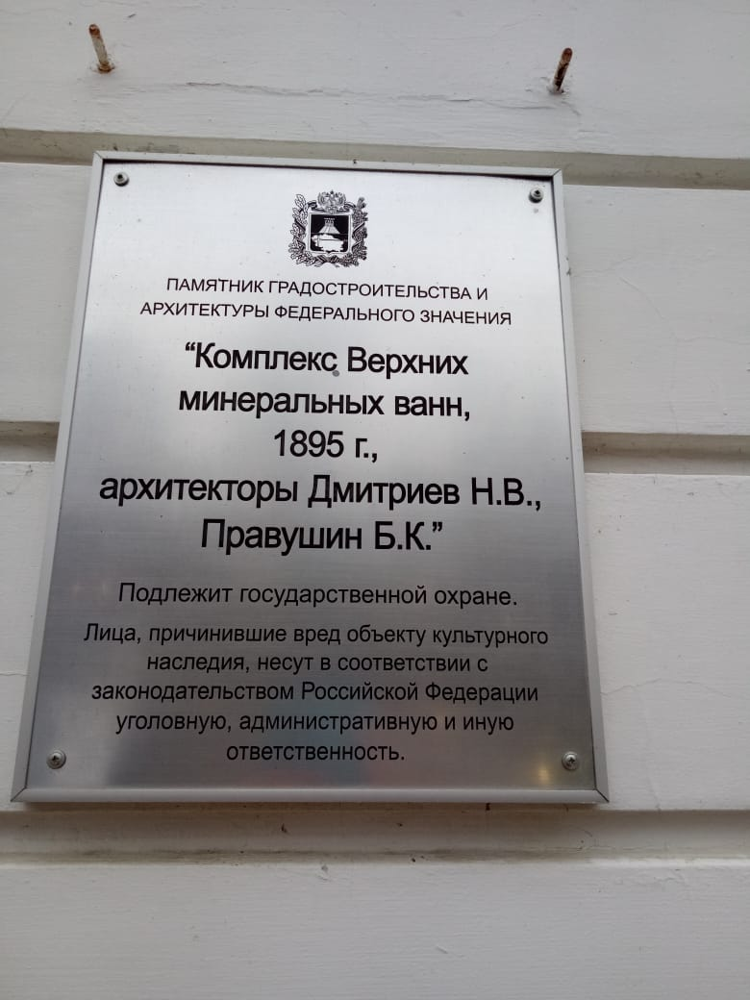 ПАМЯТНИК ГРАДОСТРОИТЕЛЬСТВА И
АРХИТЕКТУРЫ ФЕДЕРАЛЬНОГО ЗНАЧЕНИЯ
“Комплекс Верхних
минеральных ванн,
1895 г.,
архитекторы Дмитриев Н.В.,
Правушин Б.К.”
Подлежит государственной охране.
Лица, причинившие вред объекту культурного
наследия, несут в соответствии с
законодательством Российской Федерации
уголовную, административную и иную
ответственность.